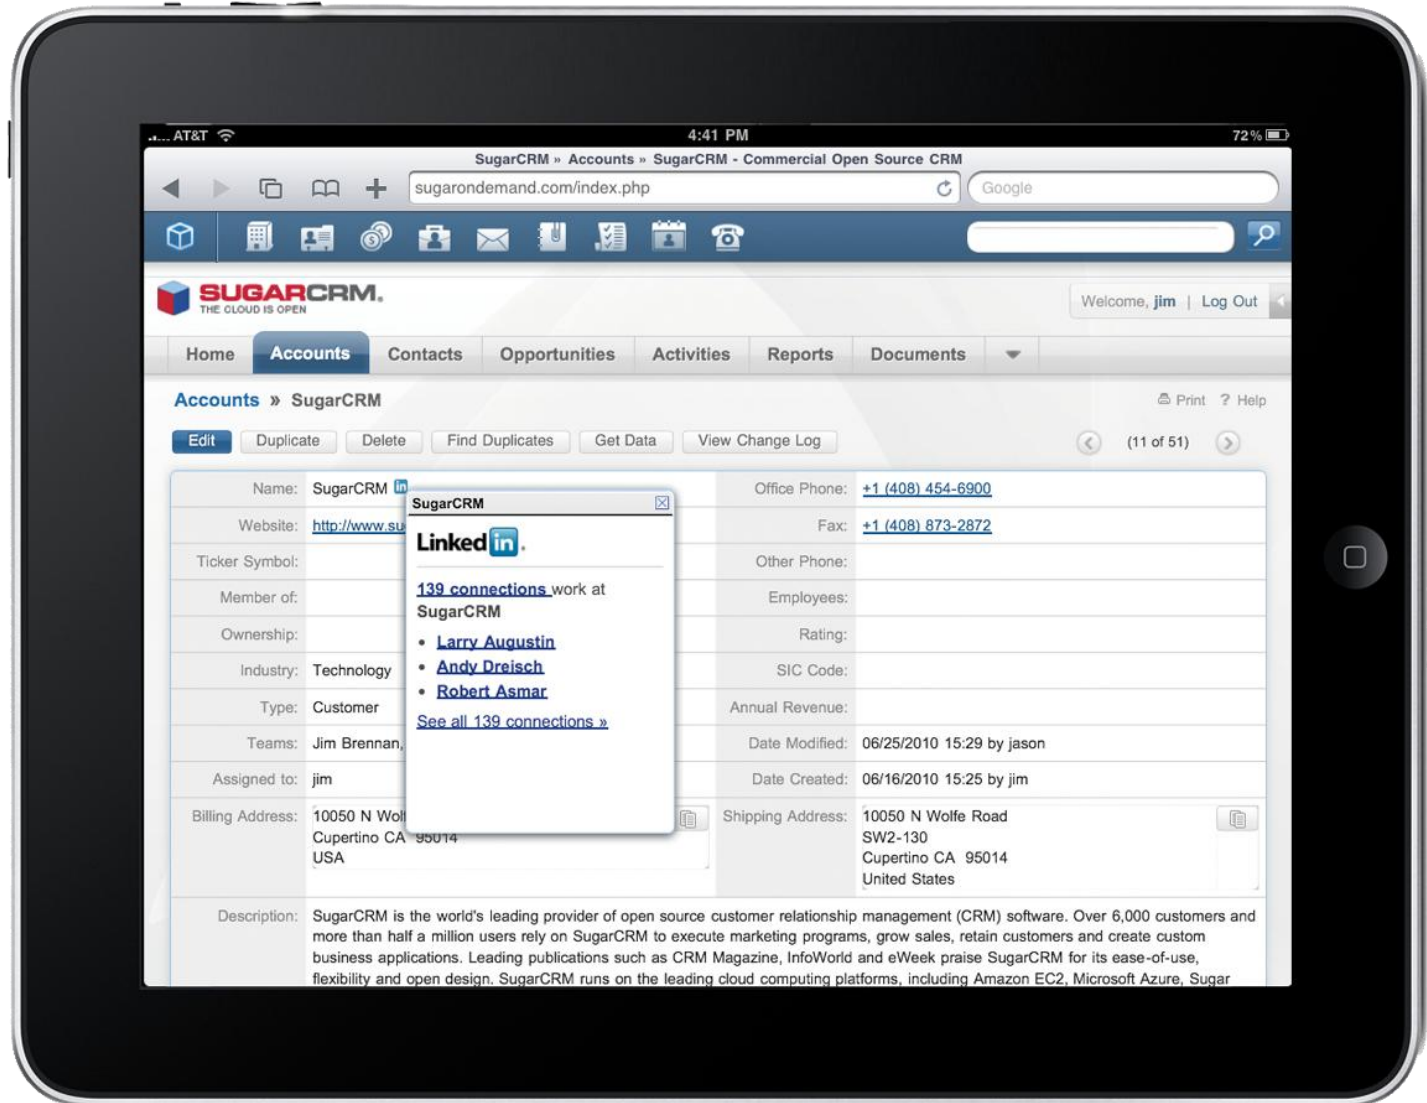 AT&T 4:41 PM 72%
SugarCRM » Accounts » SugarCRM - Commercial Open Source CRM
sugarondemand.com/index.php Google
SUGARCRM.
THE CLOUD IS OPEN
Welcome, jim | Log Out
Home Accounts Contacts Opportunities Activities Reports Documents
Accounts » SugarCRM Print ? Help
Edit Duplicate Delete Find Duplicates Get Data View Change Log (11 of 51)
Name: SugarCRM in Office Phone: +1 (408) 454-6900
Website: http://www.su Fax: +1 (408) 873-2872
Ticker Symbol: Other Phone:
Member of: Employees:
Ownership: Rating:
Industry: Technology SIC Code:
Type: Customer Annual Revenue:
Teams: Jim Brennan, Date Modified: 06/25/2010 15:29 by jason
Assigned to: jim Date Created: 06/16/2010 15:25 by jim
Billing Address: 10050 N Wolf Shipping Address: 10050 N Wolfe Road
Cupertino CA 95014 SW2-130
USA Cupertino CA 95014
United States
SugarCRM
Linked in.
139 connections work at
SugarCRM
• Larry Augustin
• Andy Dreisch
• Robert Asmar
See all 139 connections »
Description: SugarCRM is the world's leading provider of open source customer relationship management (CRM) software. Over 6,000 customers and
more than half a million users rely on SugarCRM to execute marketing programs, grow sales, retain customers and create custom
business applications. Leading publications such as CRM Magazine, InfoWorld and eWeek praise SugarCRM for its ease-of-use,
flexibility and open design. SugarCRM runs on the leading cloud computing platforms, including Amazon EC2, Microsoft Azure, Sugar